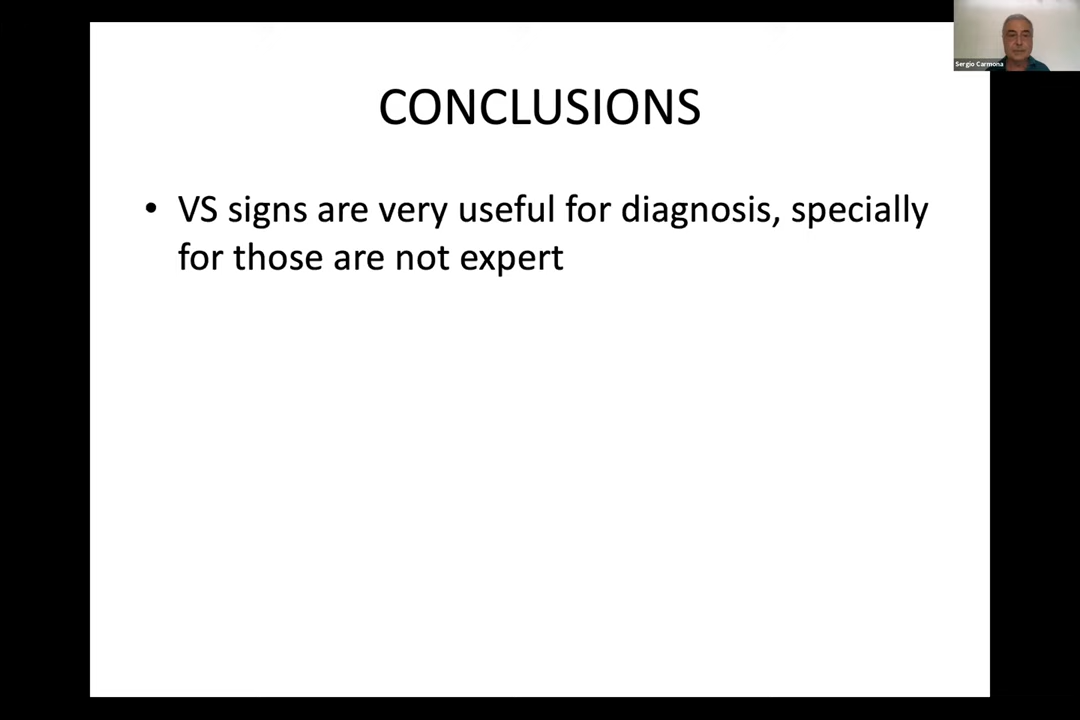 Sergio Carmona
CONCLUSIONS
• VS signs are very useful for diagnosis, specially
for those are not expert